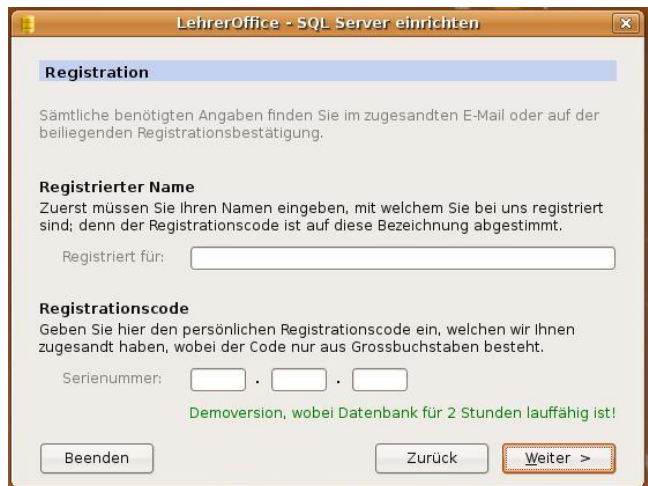 LehrerOffice - SQL Server einrichten
Registration
Sämtliche benötigten Angaben finden Sie im zugesandten E-Mail oder auf der
beiliegenden Registrationsbestätigung.
Registrierter Name
Zuerst müssen Sie Ihren Namen eingeben, mit welchem Sie bei uns registriert
sind; denn der Registrationscode ist auf diese Bezeichnung abgestimmt.
Registriert für:
Registrationscode
Geben Sie hier den persönlichen Registrationscode ein, welchen wir Ihnen
zugesandt haben, wobei der Code nur aus Grossbuchstaben besteht.
Serienummer: . .
Demoversion, wobei Datenbank für 2 Stunden lauffähig ist!
Beenden Zurück Weiter >